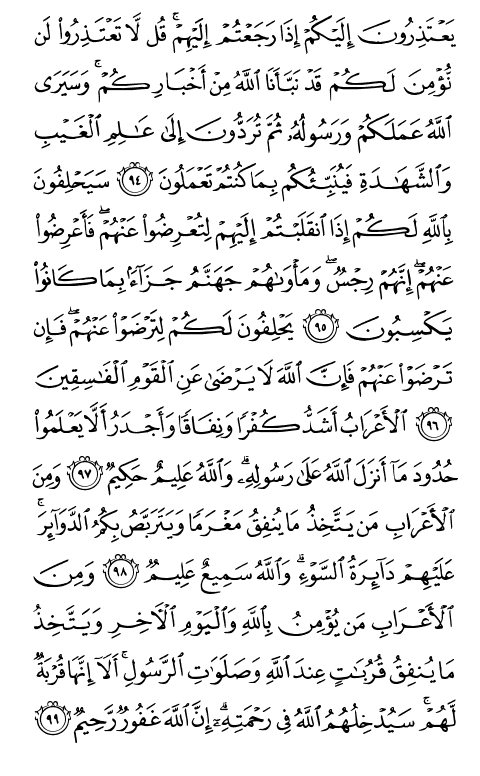 يَعْتَذِرُونَ إِلَيْكُمْ إِذَا رَجَعْتُمْ إِلَيْهِمْ ۚ قُل لَّا تَعْتَذِرُوا۟ لَن
نُّؤْمِنَ لَكُمْ قَدْ نَبَّأَنَا ٱللَّهُ مِنْ أَخْبَارِكُمْ ۚ وَسَيَرَى
ٱللَّهُ عَمَلَكُمْ وَرَسُولُهُۥ ثُمَّ تُرَدُّونَ إِلَىٰ عَـٰلِمِ ٱلْغَيْبِ
وَٱلشَّهَـٰدَةِ فَيُنَبِّئُكُم بِمَا كُنتُمْ تَعْمَلُونَ ٩٤ سَيَحْلِفُونَ
بِٱللَّهِ لَكُمْ إِذَا ٱنقَلَبْتُمْ إِلَيْهِمْ لِتُعْرِضُوا۟ عَنْهُمْ ۖ فَأَعْرِضُوا۟
عَنْهُمْ ۖ إِنَّهُمْ رِجْسٌ ۖ وَمَأْوَىٰهُمْ جَهَنَّمُ جَزَآءًۢ بِمَا كَانُوا۟
يَكْسِبُونَ ٩٥ يَحْلِفُونَ لَكُمْ لِتَرْضَوْا۟ عَنْهُمْ ۖ فَإِن
تَرْضَوْا۟ عَنْهُمْ فَإِنَّ ٱللَّهَ لَا يَرْضَىٰ عَنِ ٱلْقَوْمِ ٱلْفَـٰسِقِينَ
٩٦ ٱلْأَعْرَابُ أَشَدُّ كُفْرًا وَنِفَاقًا وَأَجْدَرُ أَلَّا يَعْلَمُوا۟
حُدُودَ مَآ أَنزَلَ ٱللَّهُ عَلَىٰ رَسُولِهِۦ ۗ وَٱللَّهُ عَلِيمٌ حَكِيمٌ ٩٧ وَمِنَ
ٱلْأَعْرَابِ مَن يَتَّخِذُ مَا يُنفِقُ مَغْرَمًا وَيَتَرَبَّصُ بِكُمُ ٱلدَّوَآئِرَ ۚ
عَلَيْهِمْ دَآئِرَةُ ٱلسَّوْءِ ۗ وَٱللَّهُ سَمِيعٌ عَلِيمٌ ٩٨ وَمِنَ
ٱلْأَعْرَابِ مَن يُؤْمِنُ بِٱللَّهِ وَٱلْيَوْمِ ٱلْـَٔاخِرِ وَيَتَّخِذُ
مَا يُنفِقُ قُرُبَـٰتٍ عِندَ ٱللَّهِ وَصَلَوَٰتِ ٱلرَّسُولِ ۚ أَلَآ إِنَّهَا قُرْبَةٌ
لَّهُمْ ۚ سَيُدْخِلُهُمُ ٱللَّهُ فِى رَحْمَتِهِۦٓ ۗ إِنَّ ٱللَّهَ غَفُورٌ رَّحِيمٌ ٩٩